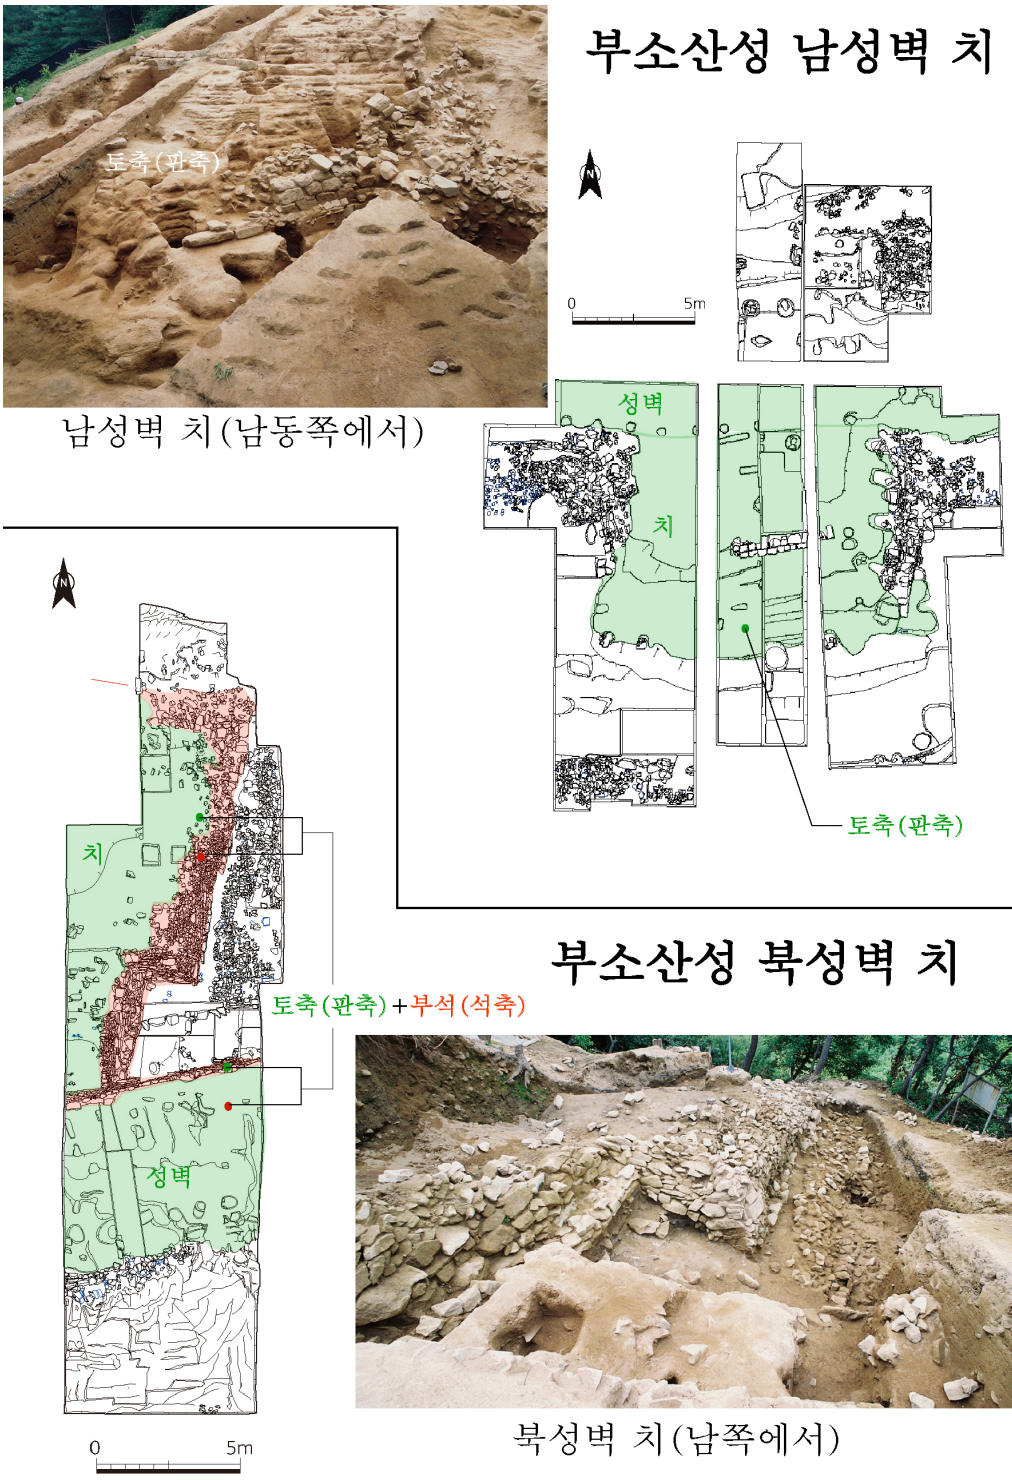 부소산성 남성벽 치
토축(판축)
N
0 5m
남성벽 치(남동쪽에서)
성벽
치
토축(판축)
N
치
부소산성 북성벽 치
토축(판축)+부석(석축)
성벽
북성벽 치(남쪽에서)
0 5m